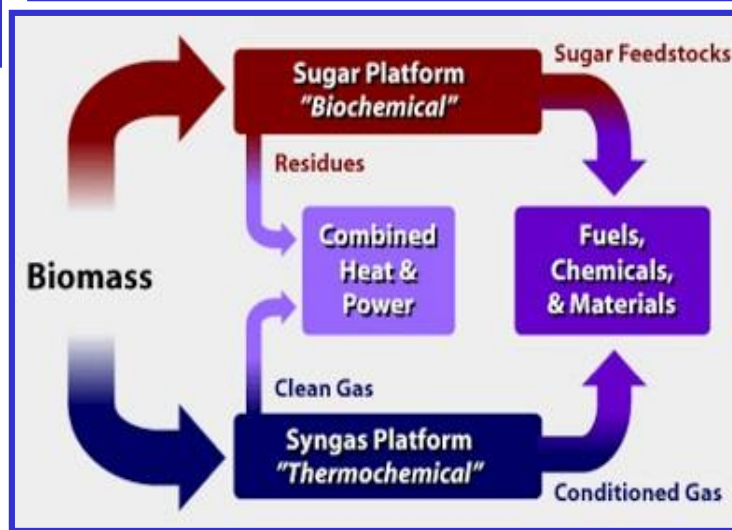 Sugar Feedstocks
Sugar Platform
"Biochemical"
Residues
Biomass
Combined
Heat &
Power
Fuels,
Chemicals,
& Materials
Clean Gas
Syngas Platform
"Thermochemical"
Conditioned Gas